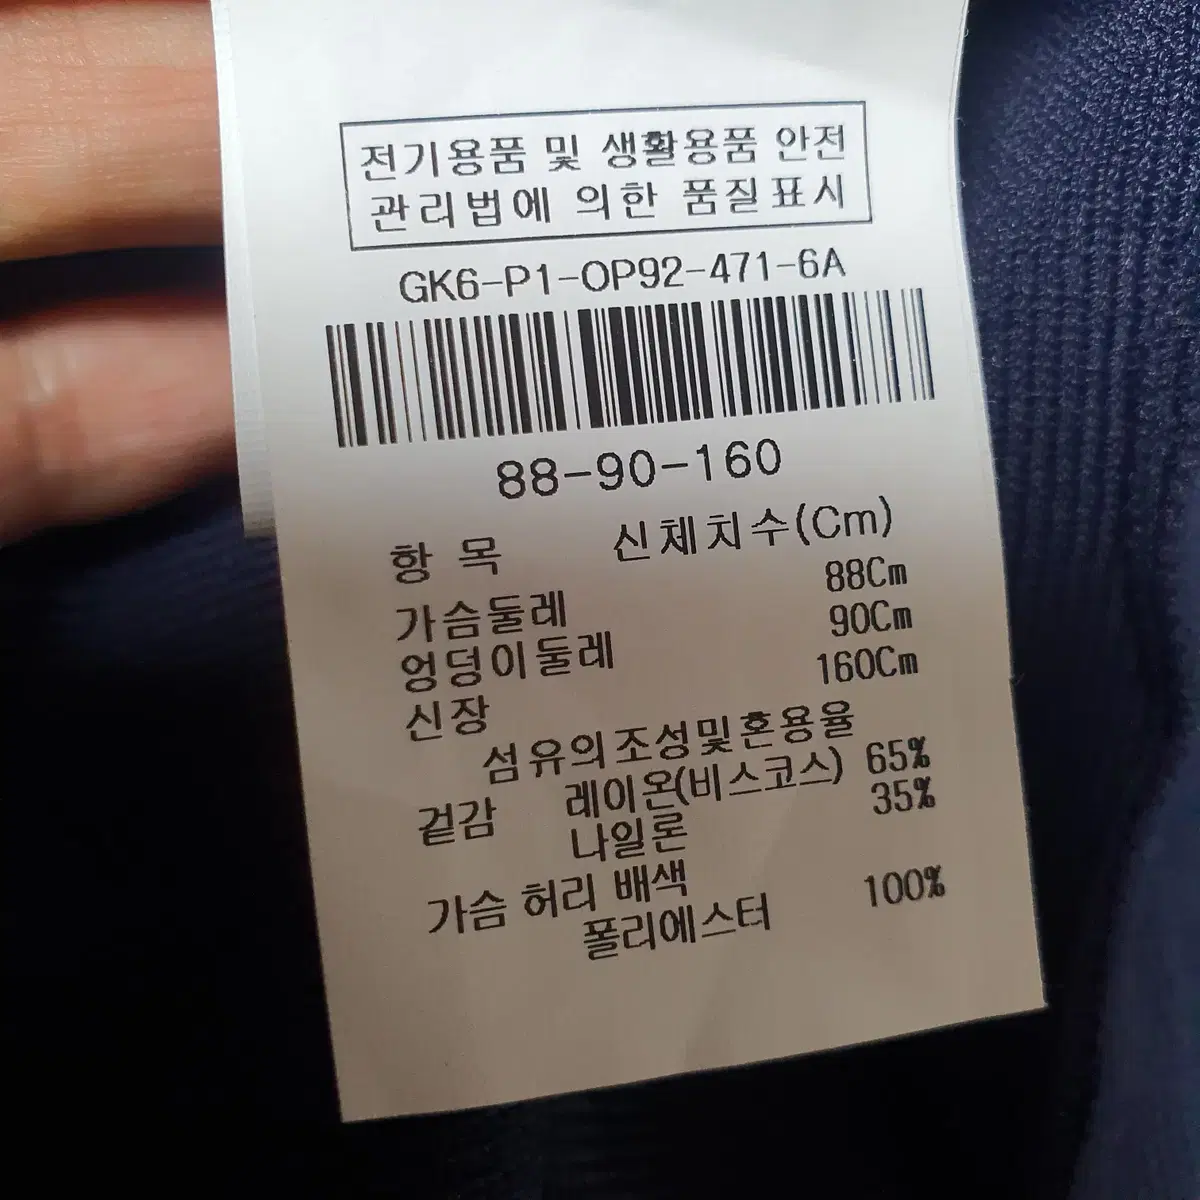 전기용품 및 생활용품 안전
관리법에 의한 품질표시
GK6-P1-OP92-471-6A
88-90-160
항 목 신체치수(Cm)
가슴둘레 88Cm
엉덩이둘레 90Cm
신장 160Cm
섬유의조성및혼용율
겉감 레이온(비스코스) 65%
나일론 35%
가슴 허리 배색
폴리에스터 100%